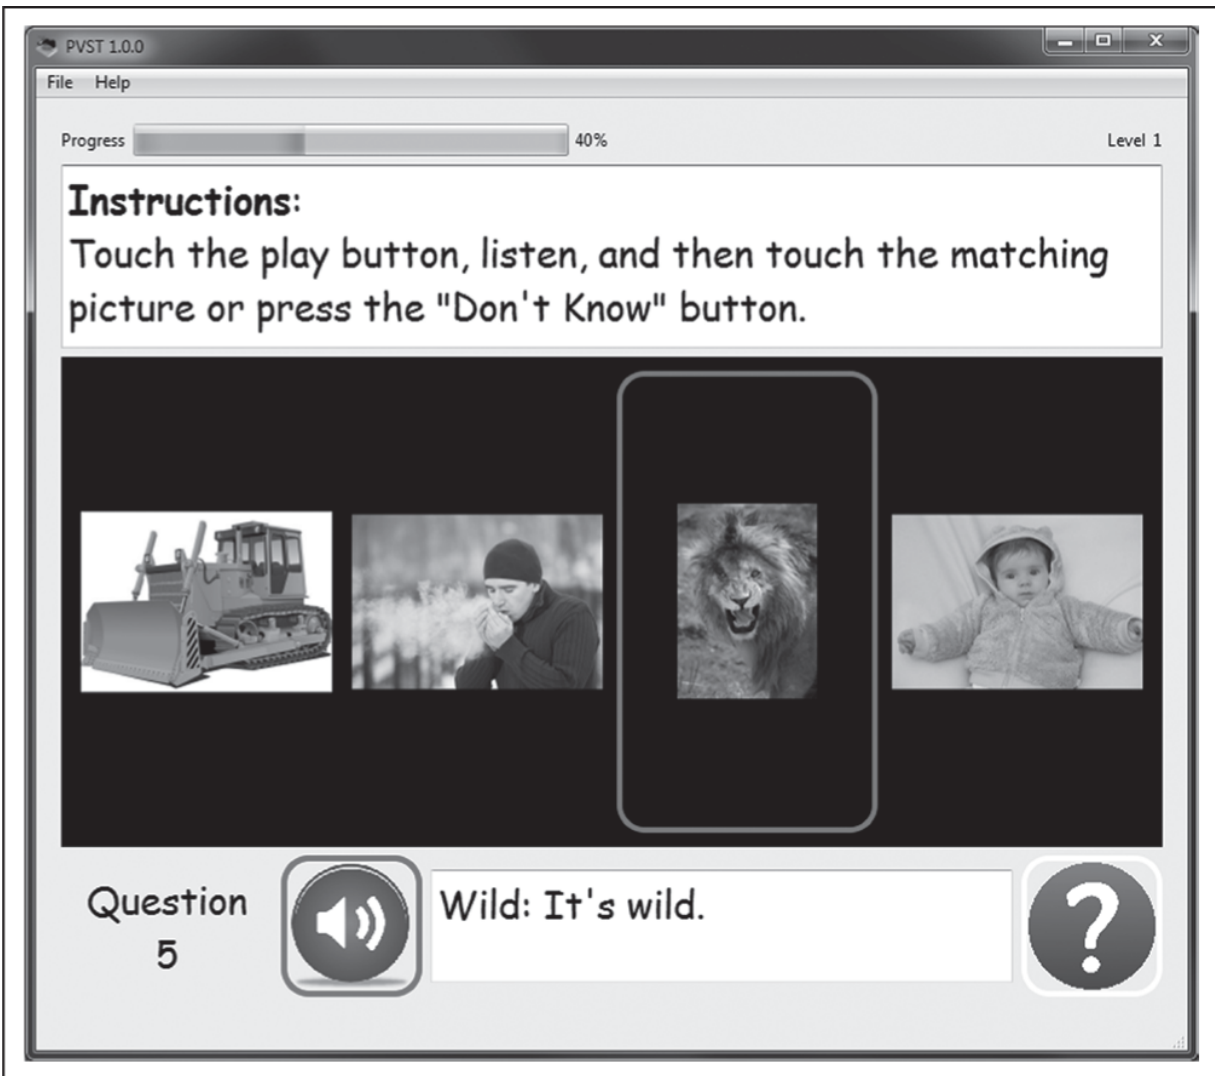 PVST 1.0.0
File Help
Progress 40% Level 1
Instructions:
Touch the play button, listen, and then touch the matching
picture or press the "Don't Know" button.
Question
5
Wild: It's wild.
?